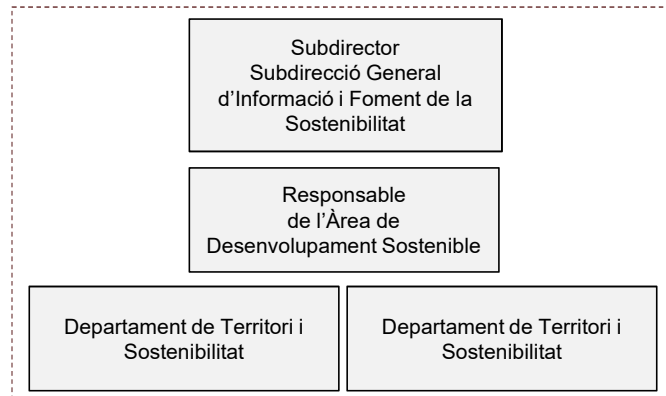 Subdirector
Subdirecció General
d'Informació i Foment de la
Sostenibilitat
Responsable
de l'Àrea de
Desenvolupament Sostenible
Departament de Territori i
Sostenibilitat
Departament de Territori i
Sostenibilitat